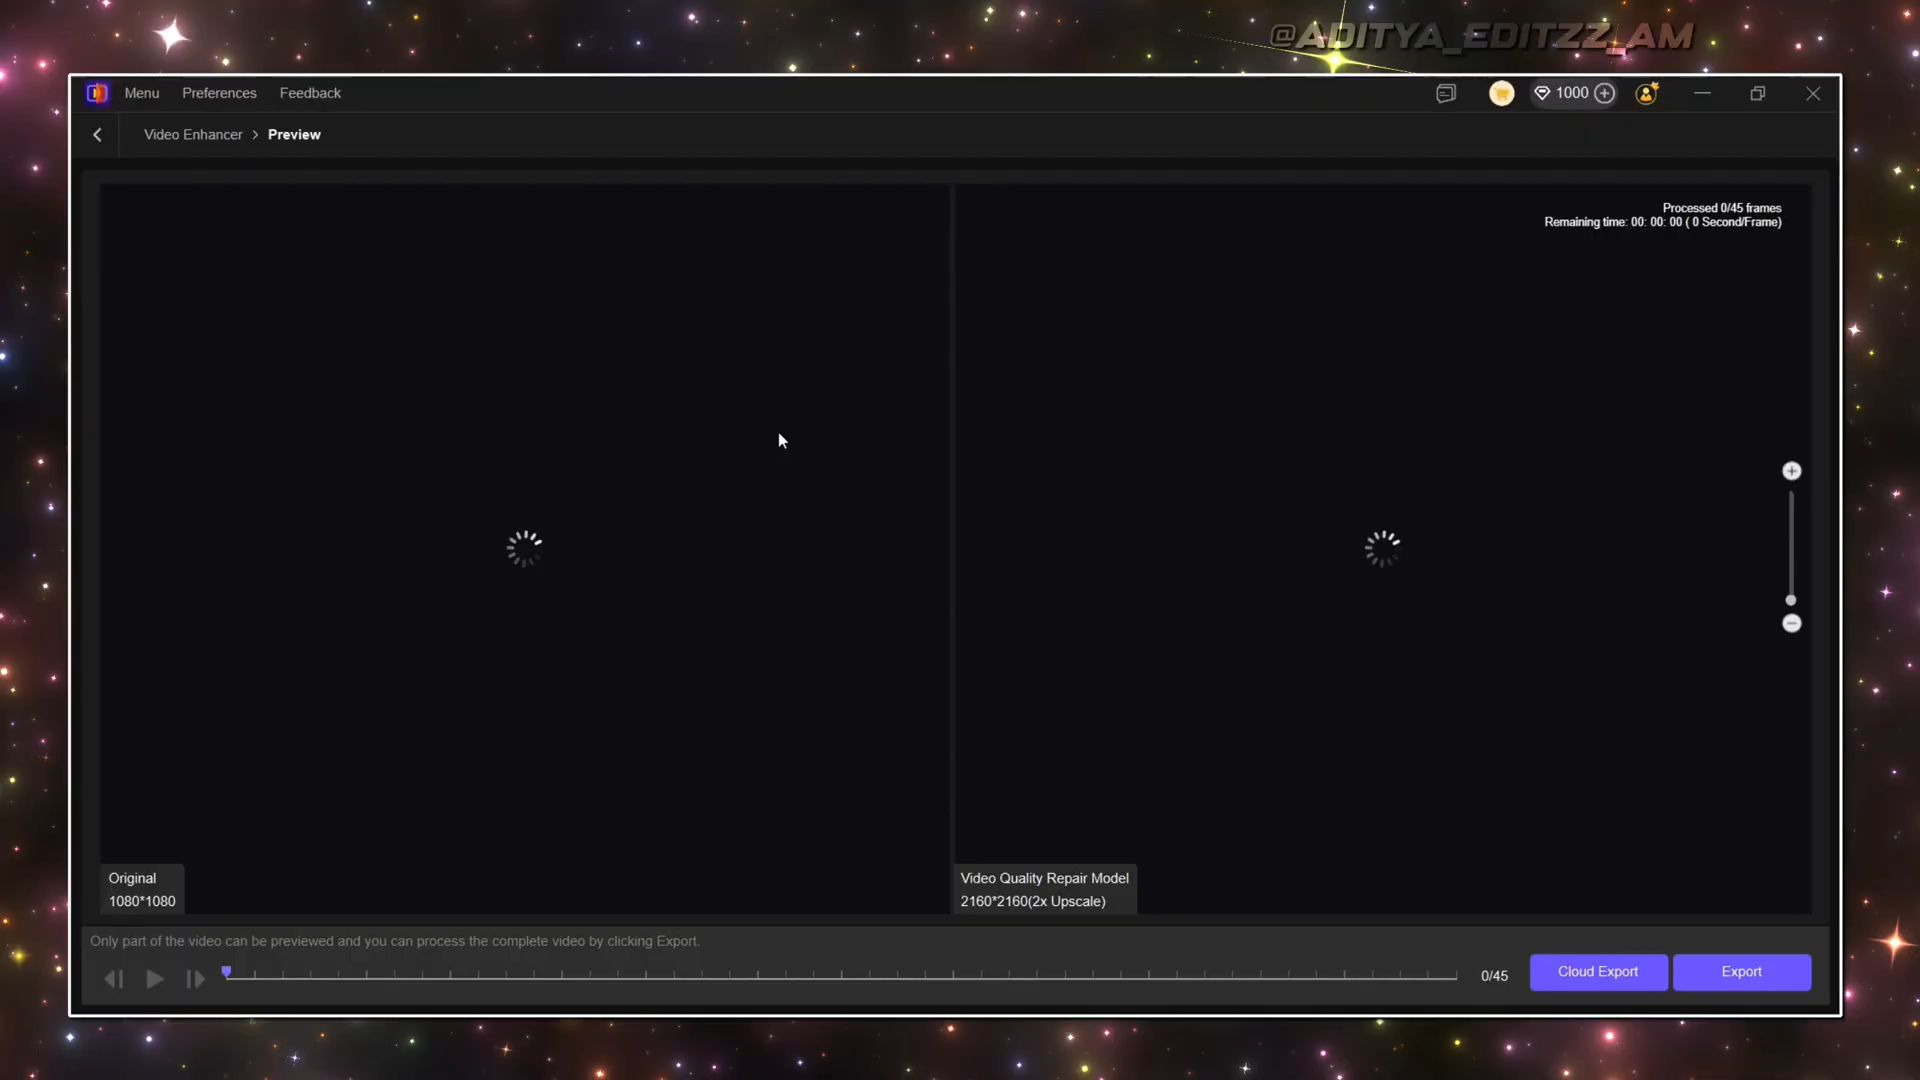 @ADITYA_EDITZZ_AM
Menu Preferences Feedback
1000
Video Enhancer > Preview
Processed 0/45 frames
Remaining time: 00: 00: 00 ( 0 Second/Frame)
Original
1080*1080
Video Quality Repair Model
2160*2160(2x Upscale)
Only part of the video can be previewed and you can process the complete video by clicking Export.
0/45
Cloud Export
Export